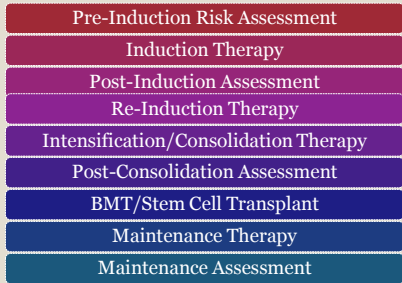 Pre-Induction Risk Assessment
Induction Therapy
Post-Induction Assessment
Re-Induction Therapy
Intensification/Consolidation Therapy
Post-Consolidation Assessment
BMT/Stem Cell Transplant
Maintenance Therapy
Maintenance Assessment